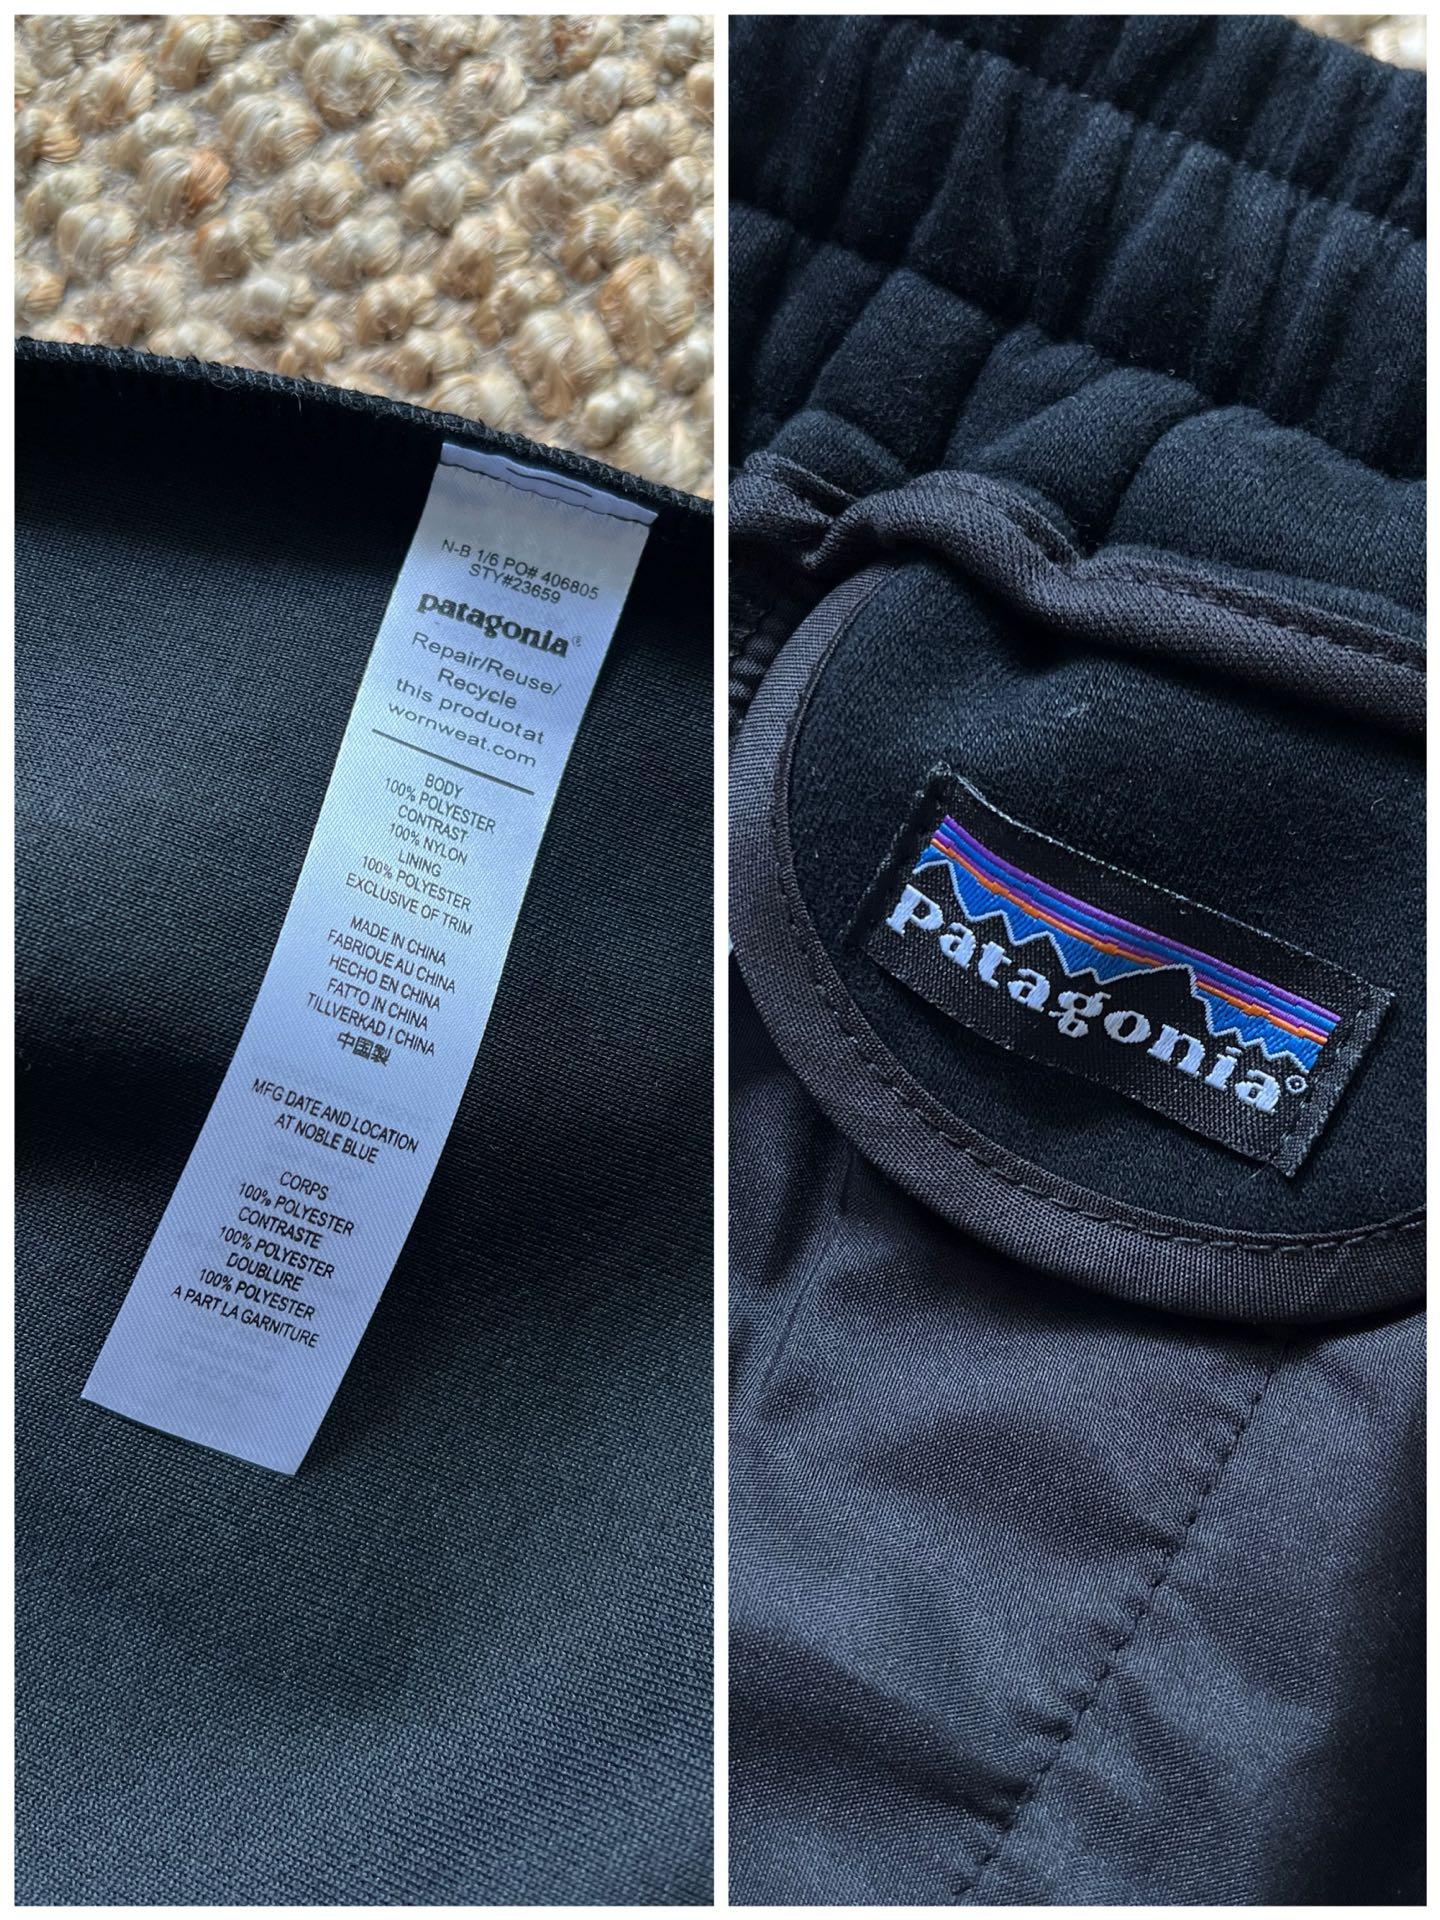 N-B 1/6 PO# 406805
STY#23659
patagonia®
Repair/Reuse/
Recycle
this produotat
wornweat.com
BODY
100% POLYESTER
CONTRAST
100% NYLON
LINING
100% POLYESTER
EXCLUSIVE OF TRIM
MADE IN CHINA
FABRIQUE AU CHINA
HECHO EN CHINA
FATTO IN CHINA
TILLVERKAD I CHINA
中国製
MFG DATE AND LOCATION
AT NOBLE BLUE
CORPS
100% POLYESTER
CONTRASTE
100% POLYESTER
DOUBLURE
100% POLYESTER
A PART LA GARNITURE
patagonia®